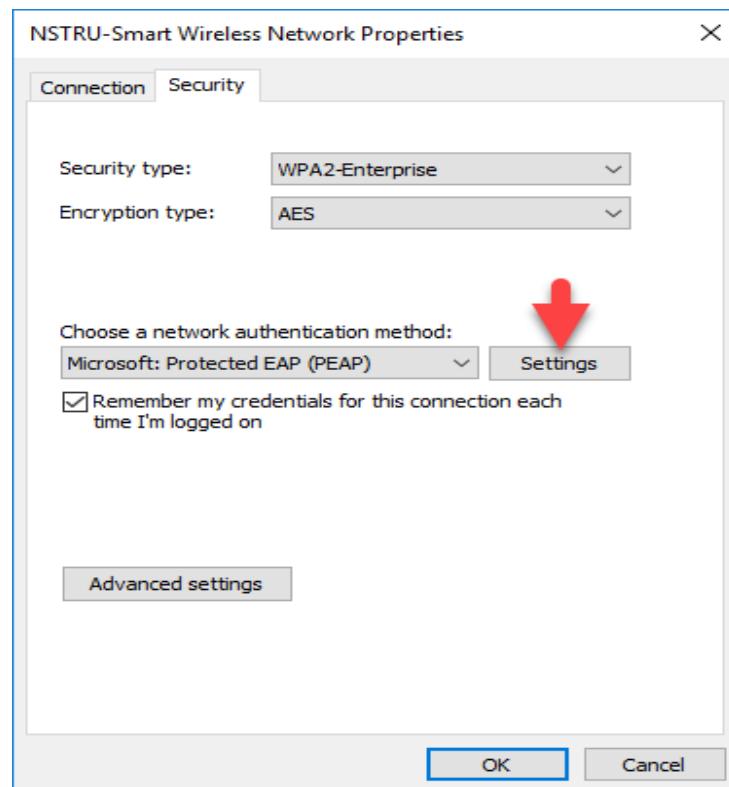 NSTRU-Smart Wireless Network Properties
Connection Security
Security type: WPA2-Enterprise
Encryption type: AES
Choose a network authentication method:
Microsoft: Protected EAP (PEAP) Settings
Remember my credentials for this connection each
time I'm logged on
Advanced settings
OK Cancel